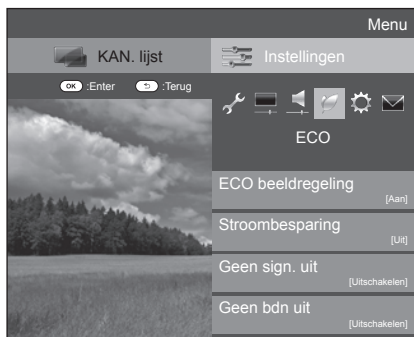 Menu
KAN. lijst
Instellingen
OK :Enter :Terug
ECO
ECO beeldregeling
[Aan]
Stroombesparing
[Uit]
Geen sign. uit
[Uitschakelen]
Geen bdn uit
[Uitschakelen]